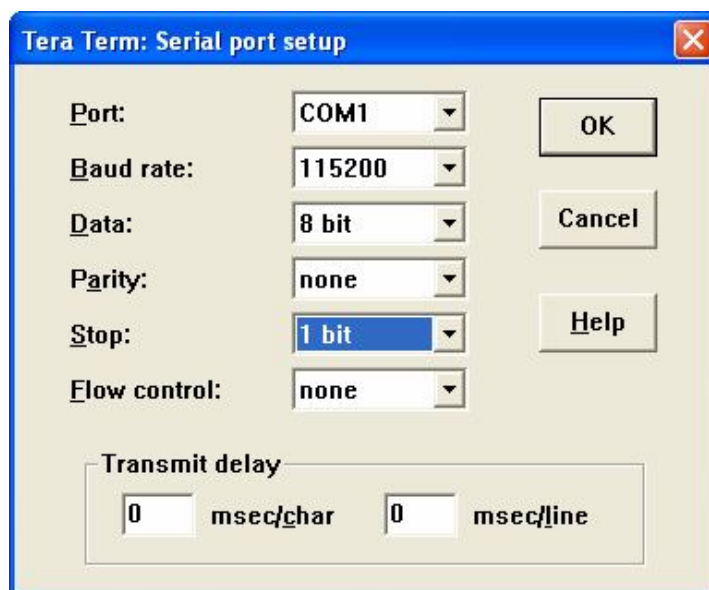 Tera Term: Serial port setup
Port: COM1 OK
Baud rate: 115200
Data: 8 bit Cancel
Parity: none
Stop: 1 bit Help
Flow control: none
Transmit delay
0 msec/char 0 msec/line